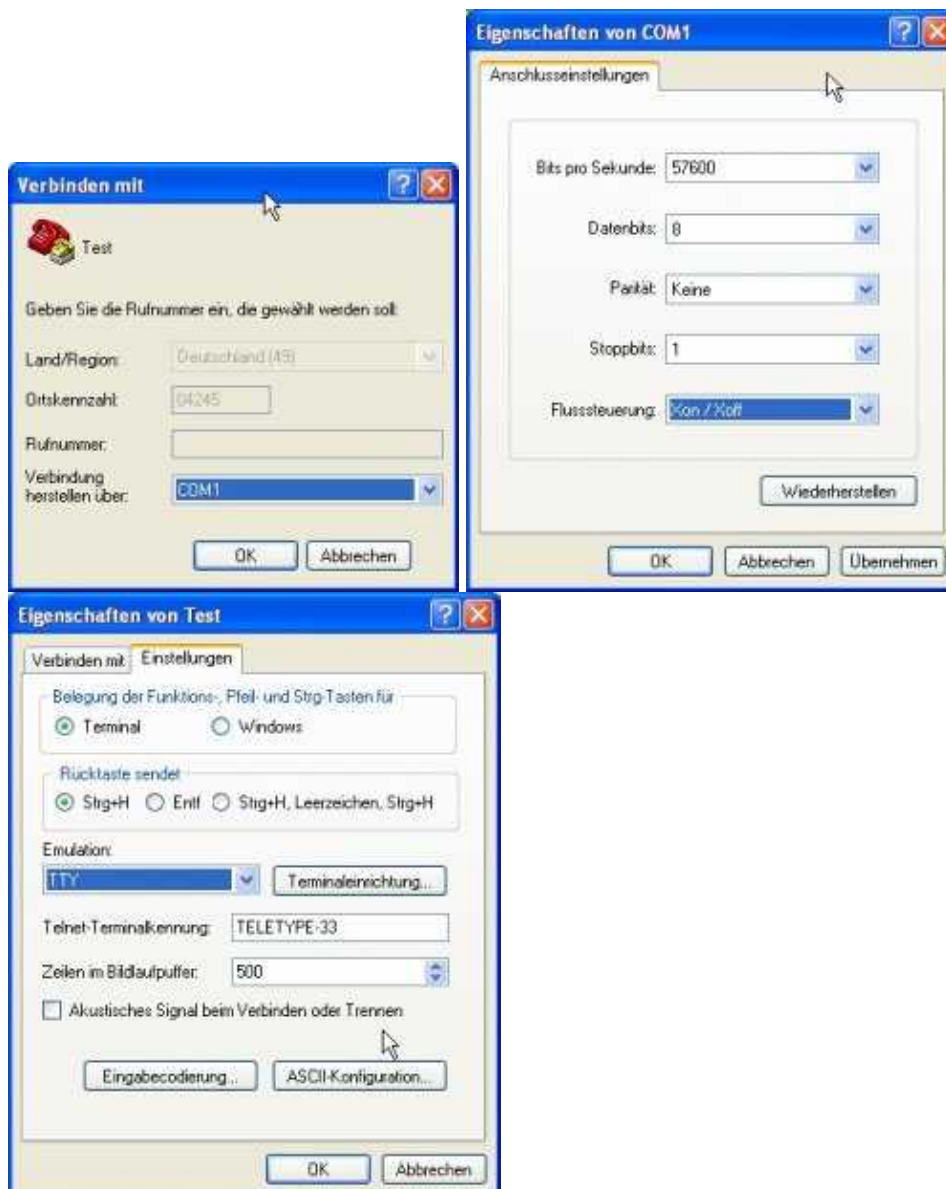 Verbinden mit
Test
Geben Sie die Rufnummer ein, die gewählt werden soll:
Land/Region: Deutschland (49)
Ortskennzahl: 04245
Rufnummer:
Verbindung
herstellen über: COM1
OK Abbrechen
Eigenschaften von COM1
Anschlusseinstellungen
Bits pro Sekunde: 57600
Datenbits: 8
Parität: Keine
Stoppbits: 1
Flusssteuerung: Xon / Xoff
Wiederherstellen
OK Abbrechen Übernehmen
Eigenschaften von Test
Verbinden mit Einstellungen
Belegung der Funktions-, Pfeil- und Strg-Tasten für
Terminal Windows
Rücktaste sendet
Strg+H Entf Strg+H, Leerzeichen, Strg+H
Emulation:
TTY Terminaleinrichtung...
Telnet-Terminalkennung: TELETYPE-33
Zeilen im Bildlaufpuffer: 500
Akustisches Signal beim Verbinden oder Trennen
Eingabecodierung... ASCII-Konfiguration...
OK Abbrechen